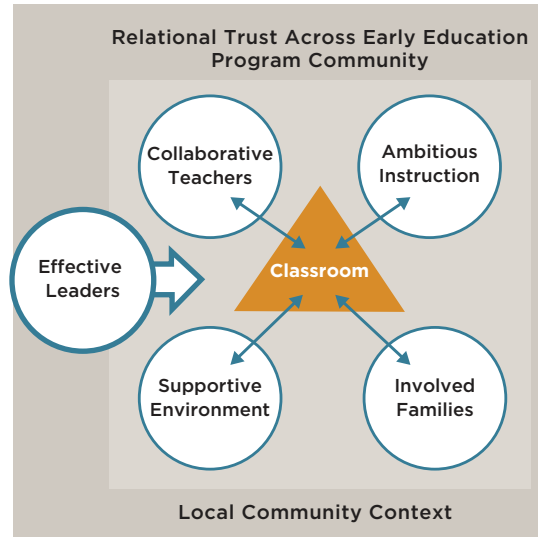 Relational Trust Across Early Education
Program Community
Collaborative
Teachers
Ambitious
Instruction
Effective
Leaders
Classroom
Supportive
Environment
Involved
Families
Local Community Context